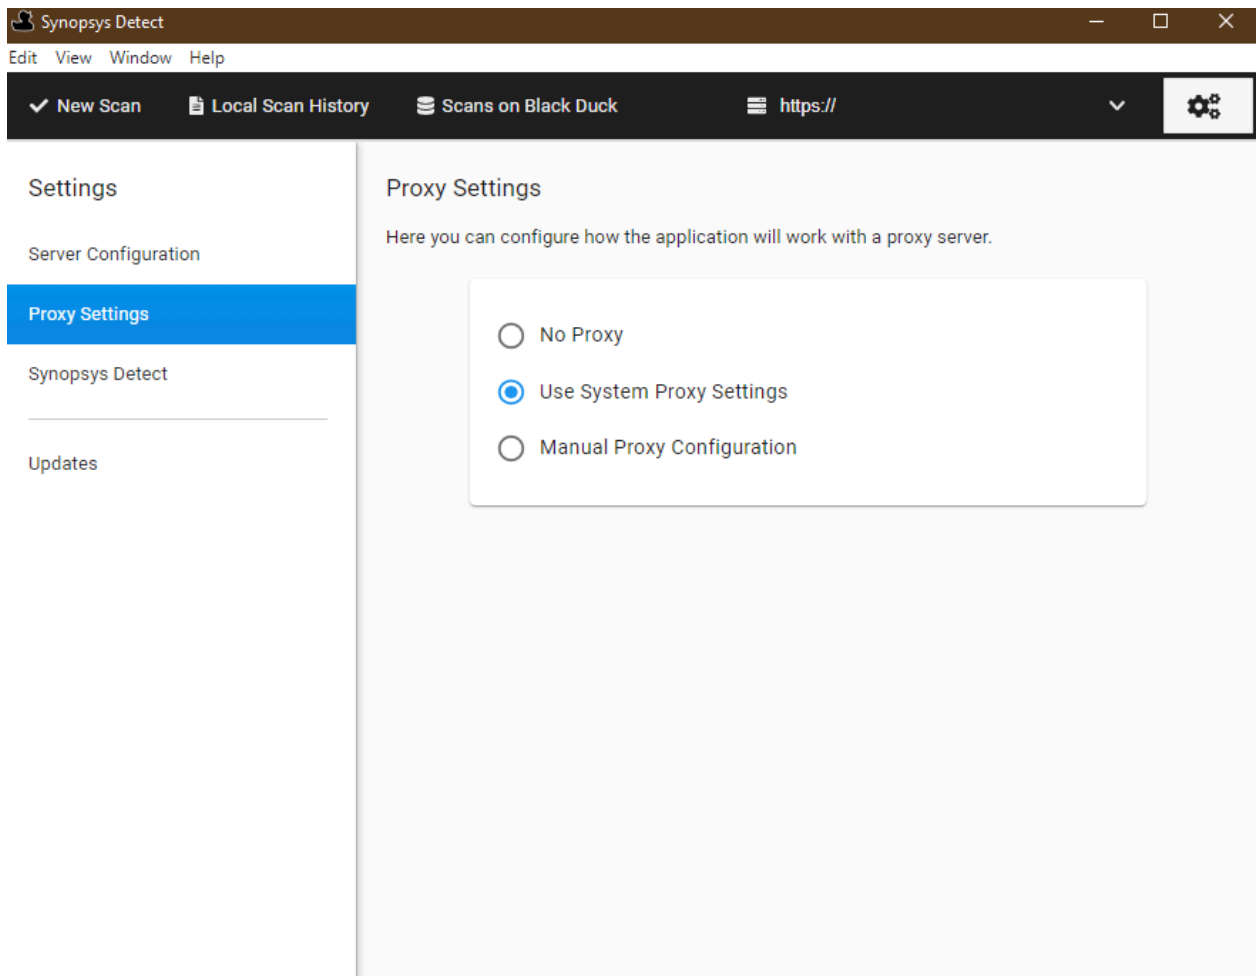 Synopsys Detect
Edit View Window Help
New Scan Local Scan History Scans on Black Duck https://
Settings
Server Configuration
Proxy Settings
Synopsys Detect
Updates
Proxy Settings
Here you can configure how the application will work with a proxy server.
No Proxy
Use System Proxy Settings
Manual Proxy Configuration